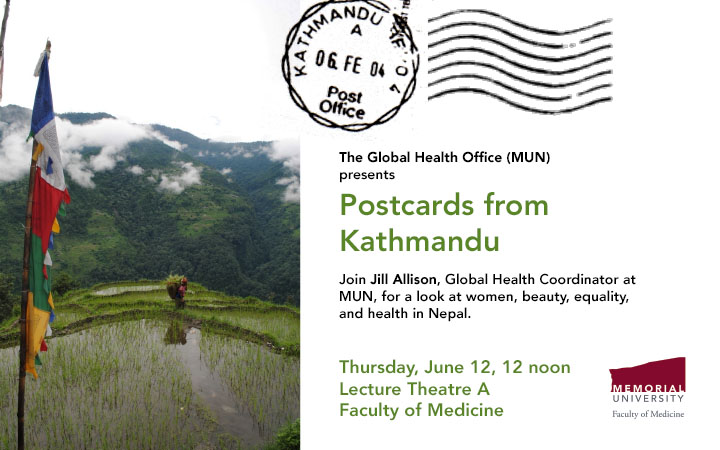 KATHMANDU
A
06. FE 04
Post
Office
The Global Health Office (MUN)
presents
Postcards from
Kathmandu
Join Jill Allison, Global Health Coordinator at
MUN, for a look at women, beauty, equality,
and health in Nepal.
Thursday, June 12, 12 noon
Lecture Theatre A
Faculty of Medicine
MEMORIAL
UNIVERSITY
Faculty of Medicine